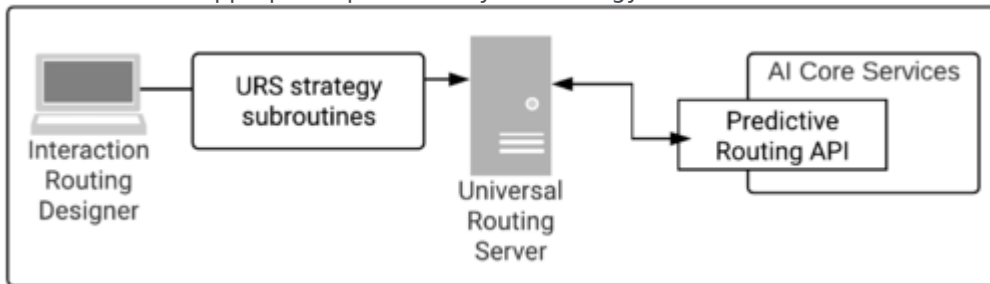 Interaction
Routing
Designer
URS strategy
subroutines
Universal
Routing
Server
AI Core Services
Predictive
Routing API